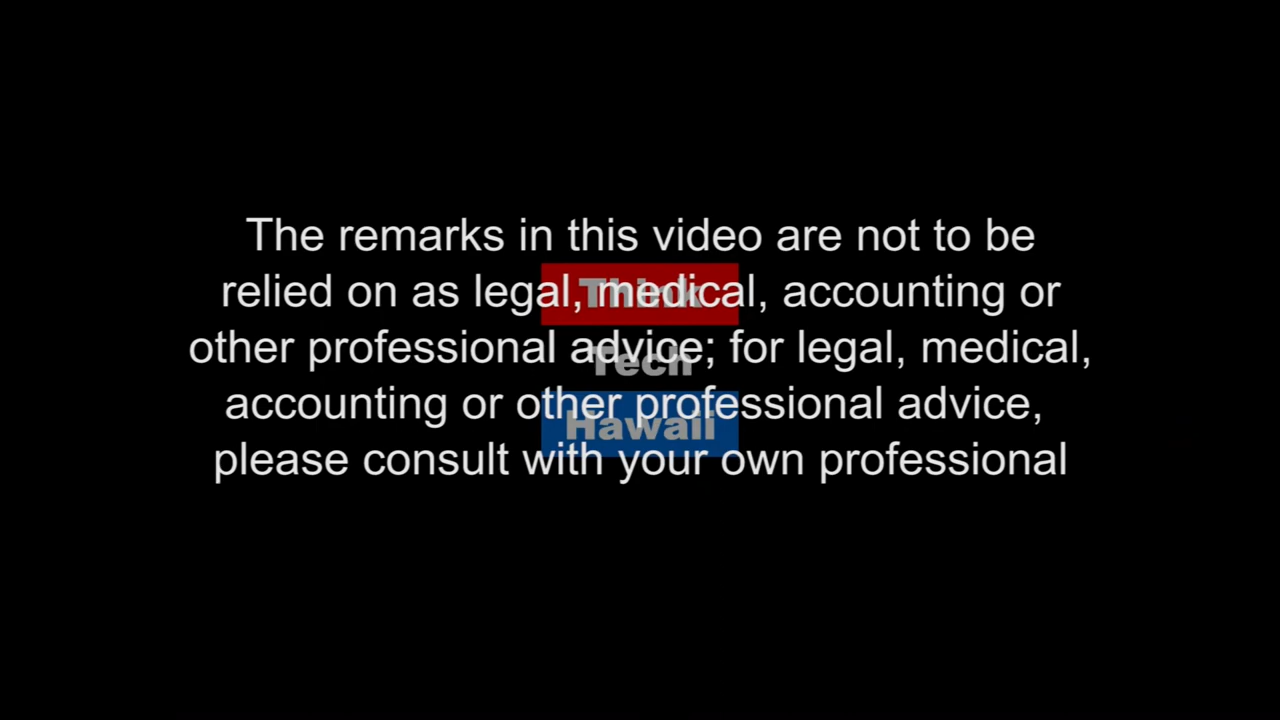 The remarks in this video are not to be
relied on as legal, medical, accounting or
other professional advice; for legal, medical,
accounting or other professional advice,
please consult with your own professional
Think
Tech
Hawaii